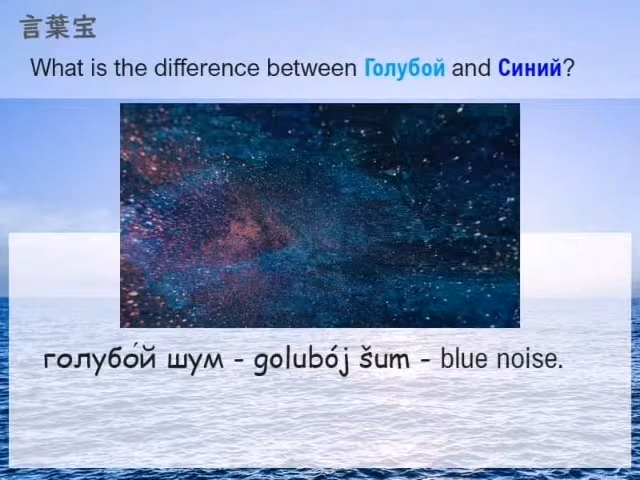 言葉宝
What is the difference between Голубой and Синий?
голубо́й шум - golubój šum - blue noise.